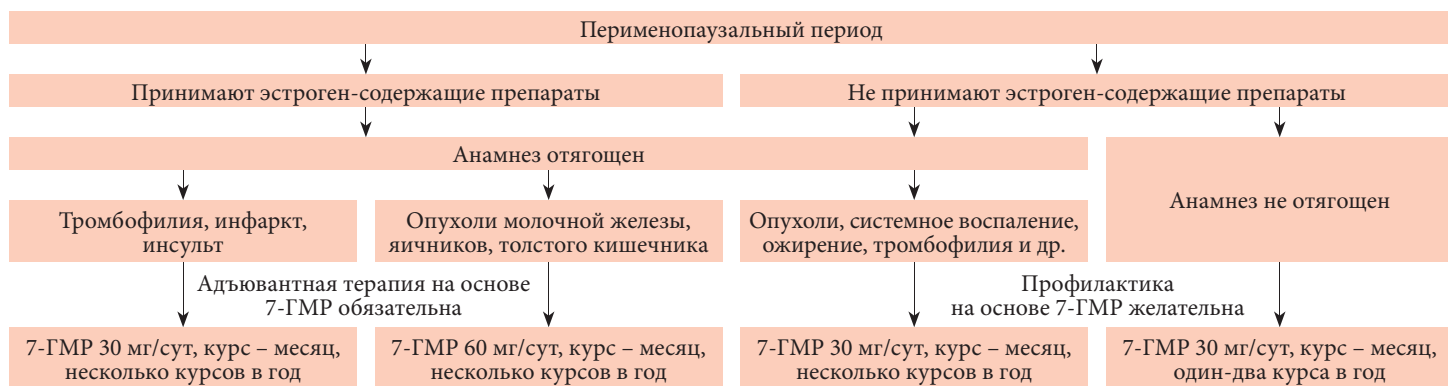 Перименопаузальный период
Принимают эстроген-содержащие препараты
Не принимают эстроген-содержащие препараты
Анамнез отягощен
Анамнез не отягощен
Тромбофилия, инфаркт,
инсульт
Опухоли молочной железы,
яичников, толстого кишечника
Опухоли, системное воспаление,
ожирение, тромбофилия и др.
Адъювантная терапия на основе
7-ГМР обязательна
Профилактика
на основе 7-ГМР желательна
7-ГМР 30 мг/сут, курс – месяц,
несколько курсов в год
7-ГМР 60 мг/сут, курс – месяц,
несколько курсов в год
7-ГМР 30 мг/сут, курс – месяц,
несколько курсов в год
7-ГМР 30 мг/сут, курс – месяц,
один-два курса в год